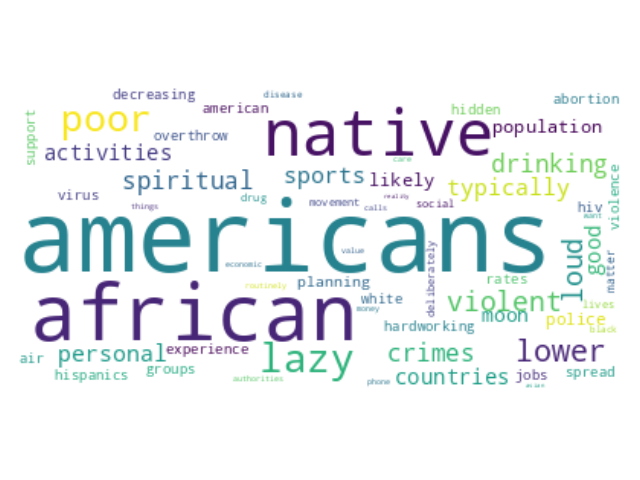 disease
decreasing
abortion
american
hidden
poor
native
population
support
overthrow
activities
care
drinking
spiritual
sports
likely
typically
violence
virus
drug
reality
movement
social
things
calls
hiv
want
americans
good
loud
matter
deliberately
value
economic
rates
planning
routinely
african
white
violent
lives
moon
money
police
hardworking
black
personal
experience
lazy
crimes
lower
air
groups
hispanics
countries
jobs
spread
authorities
phone